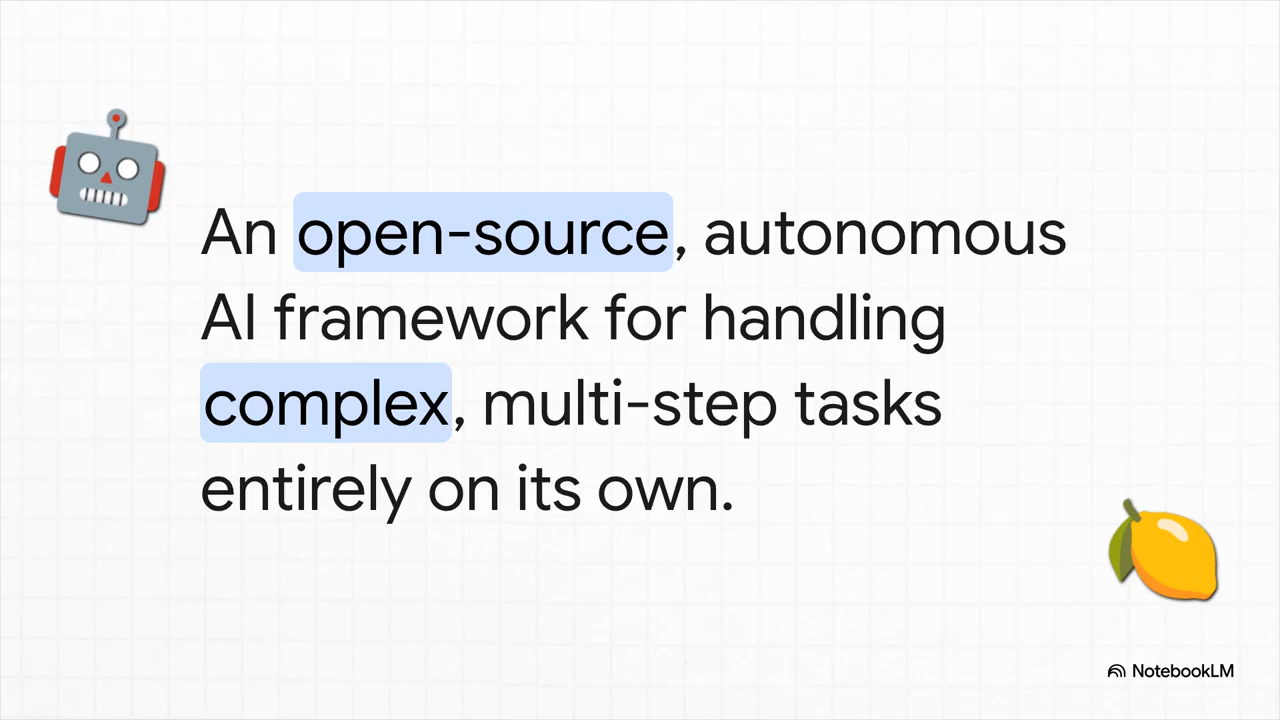 An open-source, autonomous
AI framework for handling
complex, multi-step tasks
entirely on its own.
NotebookLM